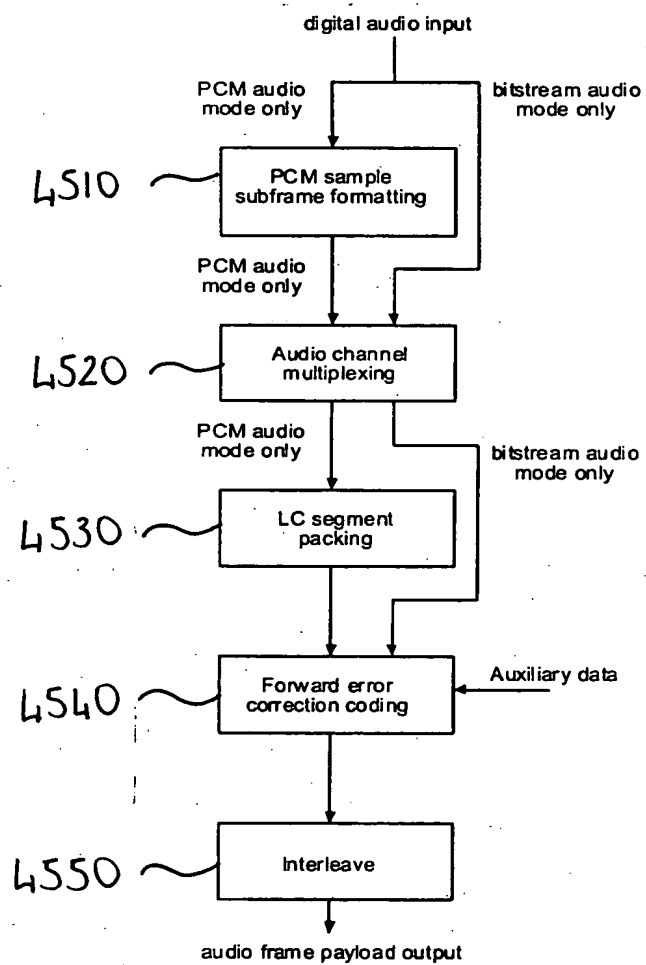 digital audio input
PCM audio
mode only
bitstream audio
mode only
4510
PCM sample
subframe formatting
PCM audio
mode only
4520
Audio channel
multiplexing
PCM audio
mode only
bitstream audio
mode only
4530
LC segment
packing
4540
Forward error
correction coding
Auxiliary data
4550
Interleave
audio frame payload output